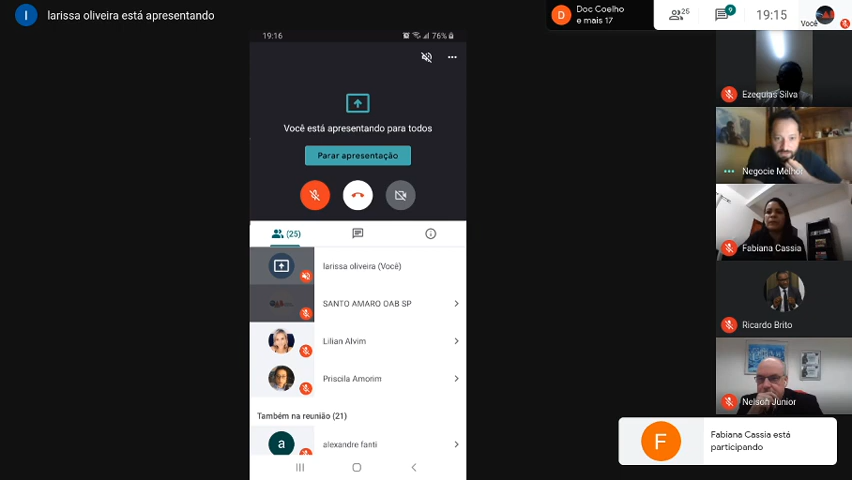 larissa oliveira está apresentando
Doc Coelho
e mais 17
25
9
19:15
Você
19:16
76%
Você está apresentando para todos
Parar apresentação
(25)
larissa oliveira (Você)
SANTO AMARO OAB SP
Lilian Alvim
Priscila Amorim
Também na reunião (21)
a
alexandre fanti
Ezequias Silva
Negocie Melhor
Fabiana Cassia
Ricardo Brito
Nelson Junior
F
Fabiana Cassia está
participando